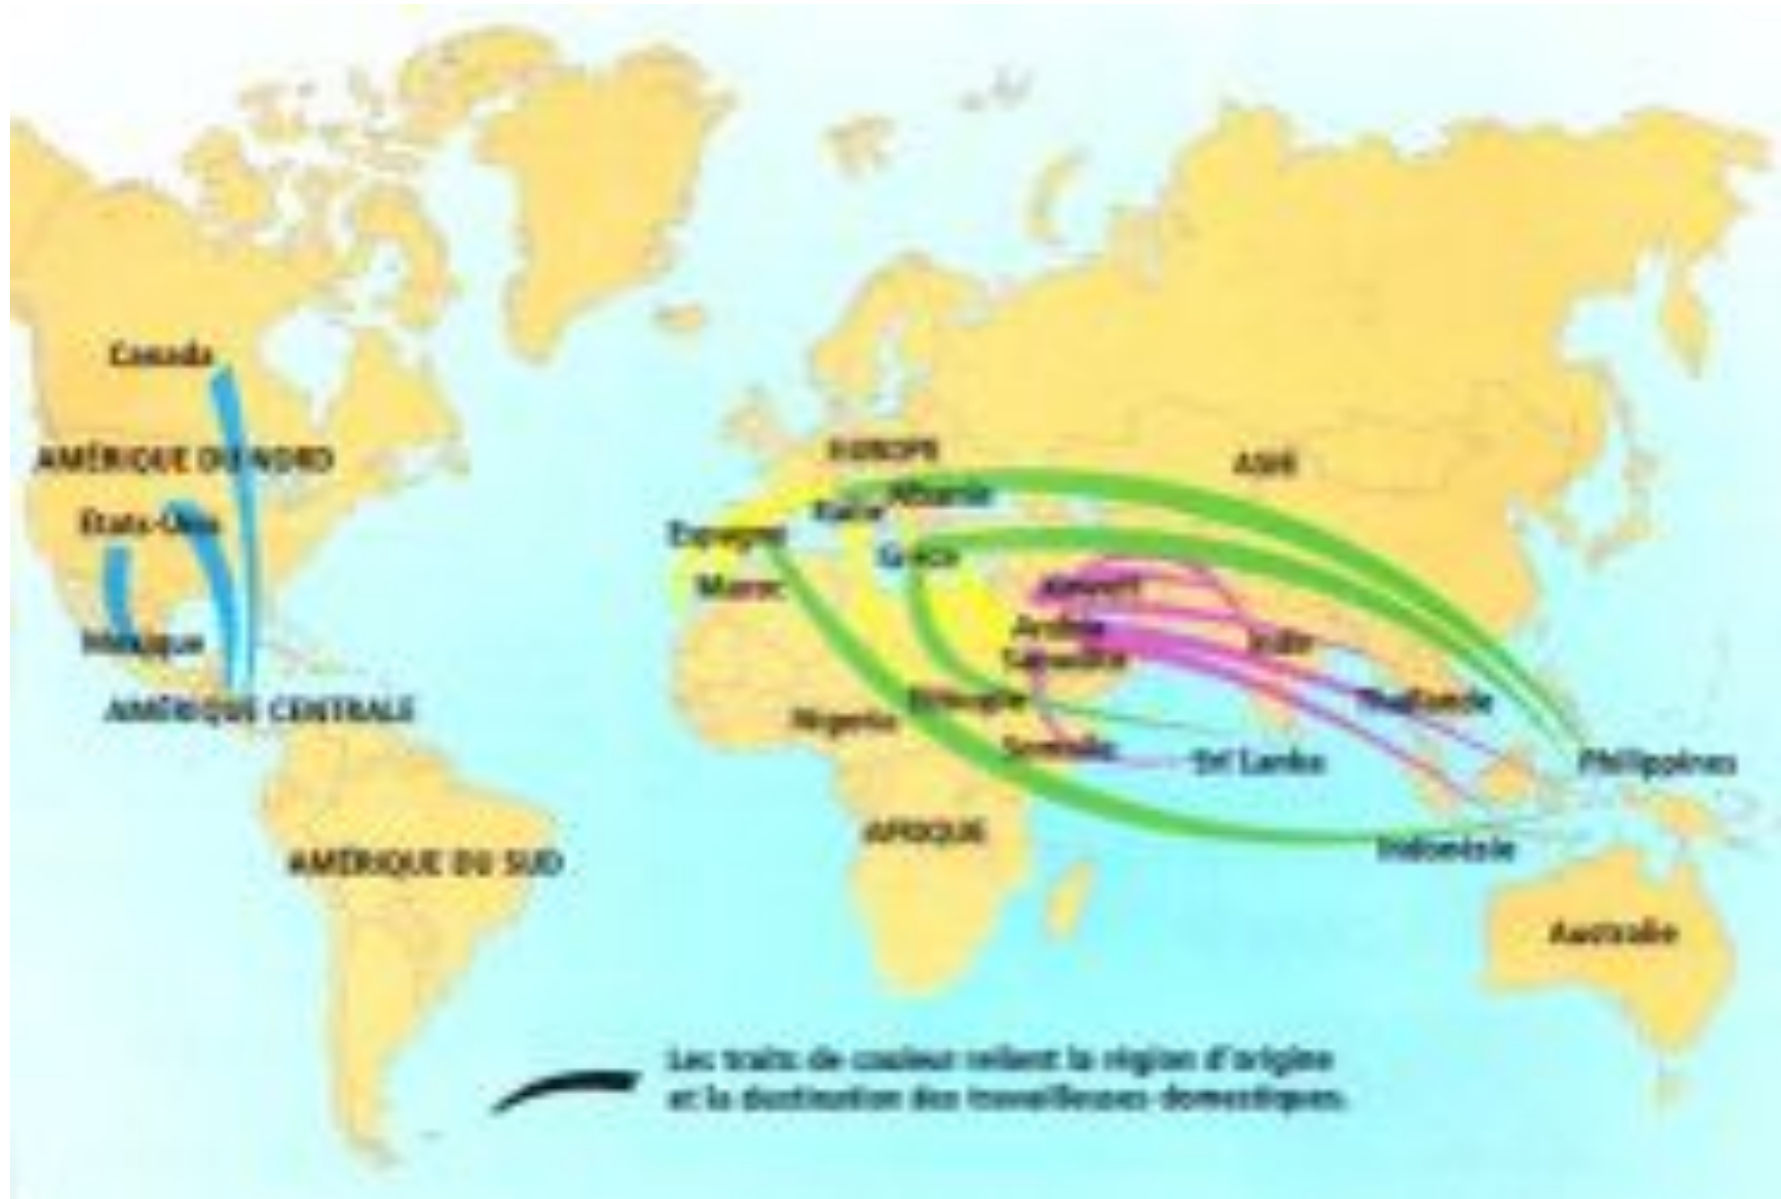 Canada
AMÉRIQUE DU NORD
États-Unis
Mexique
AMÉRIQUE CENTRALE
AMÉRIQUE DU SUD
EUROPE
ASIE
Albanie
Italie
Espagne
Grèce
Maroc
Koweït
Arabie
Saoudite
Inde
Thaïlande
Éthiopie
Nigeria
Somalie
Sri Lanka
Philippines
AFRIQUE
Indonésie
Australie
Les traits de couleur relient la région d'origine
et la destination des travailleuses domestiques.